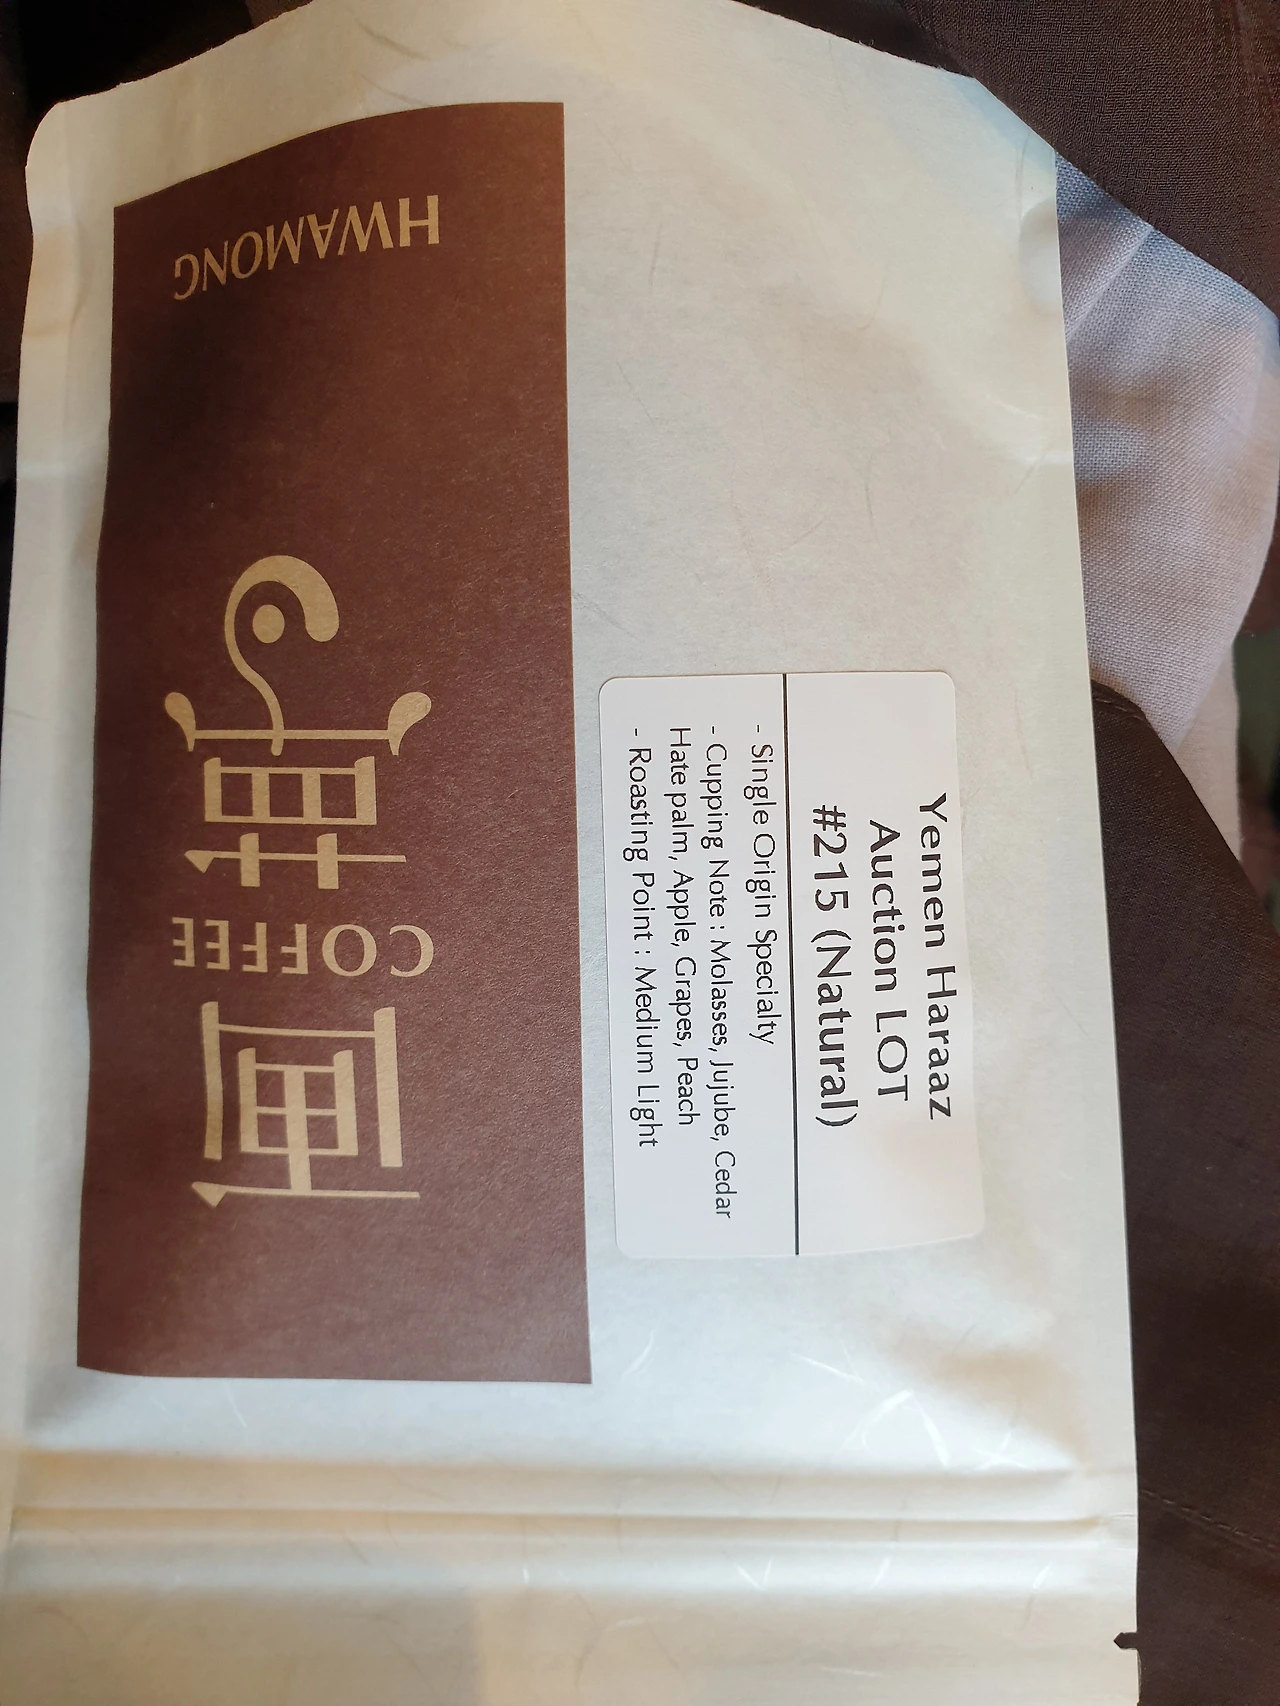 画
COFFEE
夢
HWAMONG
Yemen Haraaz
Auction LOT
#215 (Natural)
- Single Origin Specialty
- Cupping Note : Molasses, Jujube, Cedar
Hate palm, Apple, Grapes, Peach
- Roasting Point : Medium Light